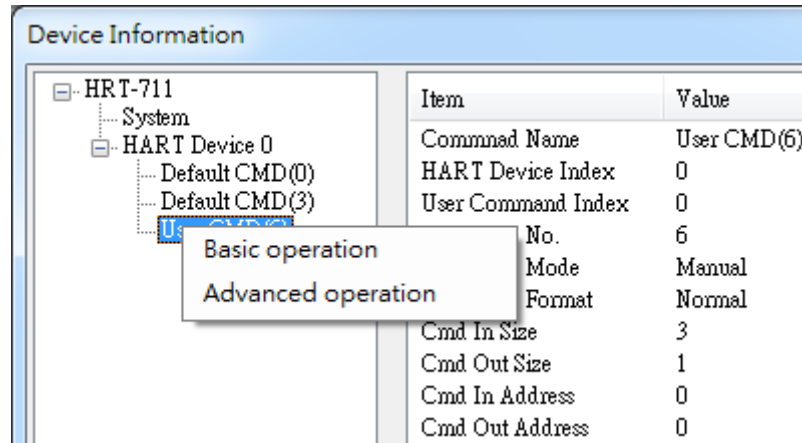 Device Information
HRT-711
System
HART Device 0
Default CMD(0)
Default CMD(3)
Basic operation
Advanced operation
Item Value
Commnad Name User CMD(6)
HART Device Index 0
User Command Index 0
No. 6
Mode Manual
Format Normal
Cmd In Size 3
Cmd Out Size 1
Cmd In Address 0
Cmd Out Address 0